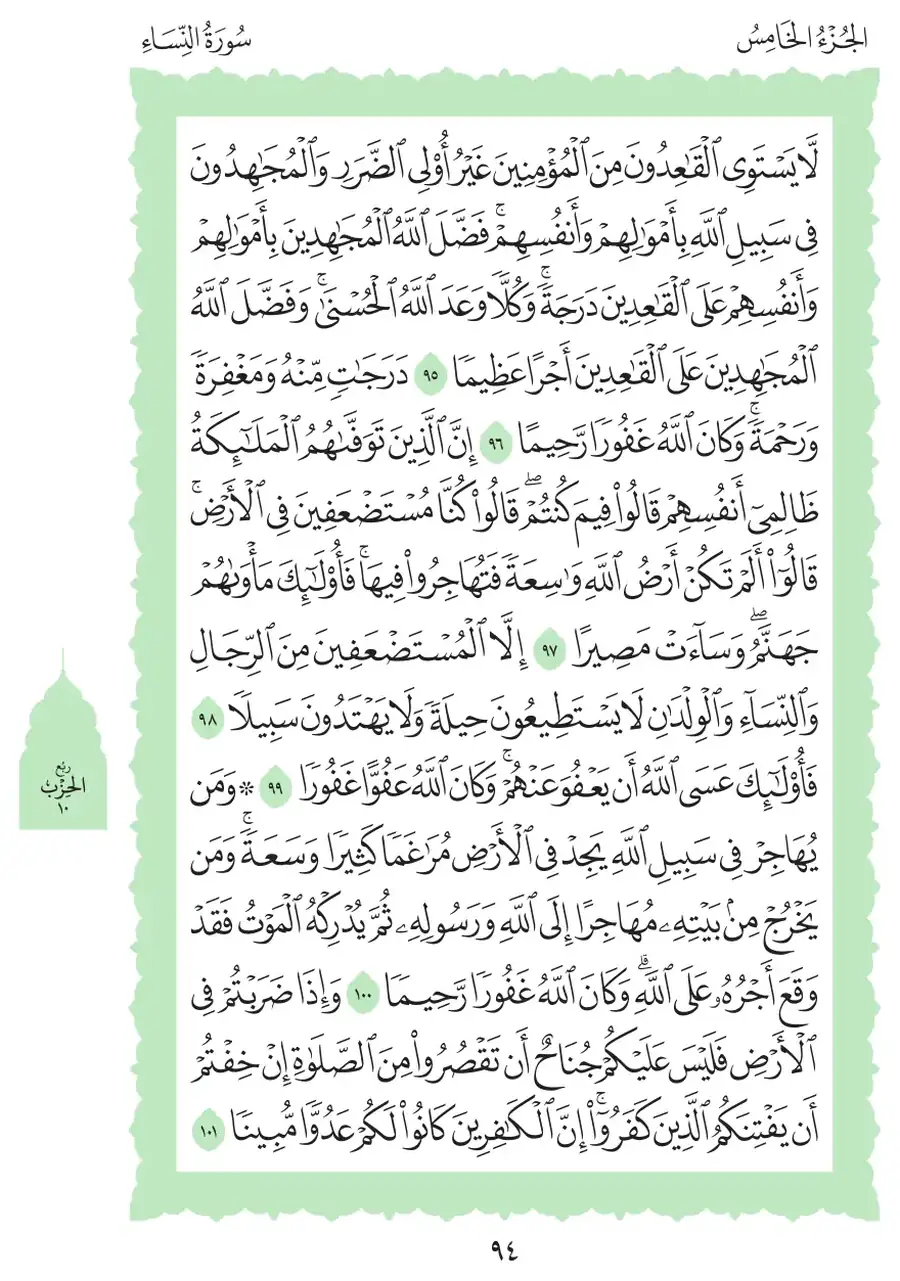 الجُزْءُ الخَامِسُ
سُورَةُ النِّسَاءِ
لَّا يَسْتَوِى ٱلْقَٰعِدُونَ مِنَ ٱلْمُؤْمِنِينَ غَيْرُ أُوْلِى ٱلضَّرَرِ وَٱلْمُجَٰهِدُونَ
فِى سَبِيلِ ٱللَّهِ بِأَمْوَٰلِهِمْ وَأَنفُسِهِمْۚ فَضَّلَ ٱللَّهُ ٱلْمُجَٰهِدِينَ بِأَمْوَٰلِهِمْ
وَأَنفُسِهِمْ عَلَى ٱلْقَٰعِدِينَ دَرَجَةًۚ وَكُلًّا وَعَدَ ٱللَّهُ ٱلْحُسْنَىٰۚ وَفَضَّلَ ٱللَّهُ
ٱلْمُجَٰهِدِينَ عَلَى ٱلْقَٰعِدِينَ أَجْرًا عَظِيمًا ٩٥ دَرَجَٰتٍ مِّنْهُ وَمَغْفِرَةً
وَرَحْمَةًۚ وَكَانَ ٱللَّهُ غَفُورًا رَّحِيمًا ٩٦ إِنَّ ٱلَّذِينَ تَوَفَّىٰهُمُ ٱلْمَلَٰٓئِكَةُ
ظَالِمِىٓ أَنفُسِهِمْ قَالُوا۟ فِيمَ كُنتُمْۖ قَالُوا۟ كُنَّا مُسْتَضْعَفِينَ فِى ٱلْأَرْضِۚ
قَالُوٓا۟ أَلَمْ تَكُنْ أَرْضُ ٱللَّهِ وَٰسِعَةً فَتُهَاجِرُوا۟ فِيهَاۚ فَأُو۟لَٰٓئِكَ مَأْوَىٰهُمْ
جَهَنَّمُۖ وَسَآءَتْ مَصِيرًا ٩٧ إِلَّا ٱلْمُسْتَضْعَفِينَ مِنَ ٱلرِّجَالِ
وَٱلنِّسَآءِ وَٱلْوِلْدَٰنِ لَا يَسْتَطِيعُونَ حِيلَةً وَلَا يَهْتَدُونَ سَبِيلًا ٩٨
فَأُو۟لَٰٓئِكَ عَسَى ٱللَّهُ أَن يَعْفُوَ عَنْهُمْۚ وَكَانَ ٱللَّهُ عَفُوًّا غَفُورًا ٩٩ * وَمَن
يُهَاجِرْ فِى سَبِيلِ ٱللَّهِ يَجِدْ فِى ٱلْأَرْضِ مُرَٰغَمًا كَثِيرًا وَسَعَةًۚ وَمَن
يَخْرُجْ مِنۢ بَيْتِهِۦ مُهَاجِرًا إِلَى ٱللَّهِ وَرَسُولِهِۦ ثُمَّ يُدْرِكْهُ ٱلْمَوْتُ فَقَدْ
وَقَعَ أَجْرُهُۥ عَلَى ٱللَّهِۗ وَكَانَ ٱللَّهُ غَفُورًا رَّحِيمًا ١٠٠ وَإِذَا ضَرَبْتُمْ فِى
ٱلْأَرْضِ فَلَيْسَ عَلَيْكُمْ جُنَاحٌ أَن تَقْصُرُوا۟ مِنَ ٱلصَّلَوٰةِ إِنْ خِفْتُمْ
أَن يَفْتِنَكُمُ ٱلَّذِينَ كَفَرُوٓا۟ۚ إِنَّ ٱلْكَٰفِرِينَ كَانُوا۟ لَكُمْ عَدُوًّا مُّبِينًا ١٠١
ربع
الحِزْب
١٠
٩٤